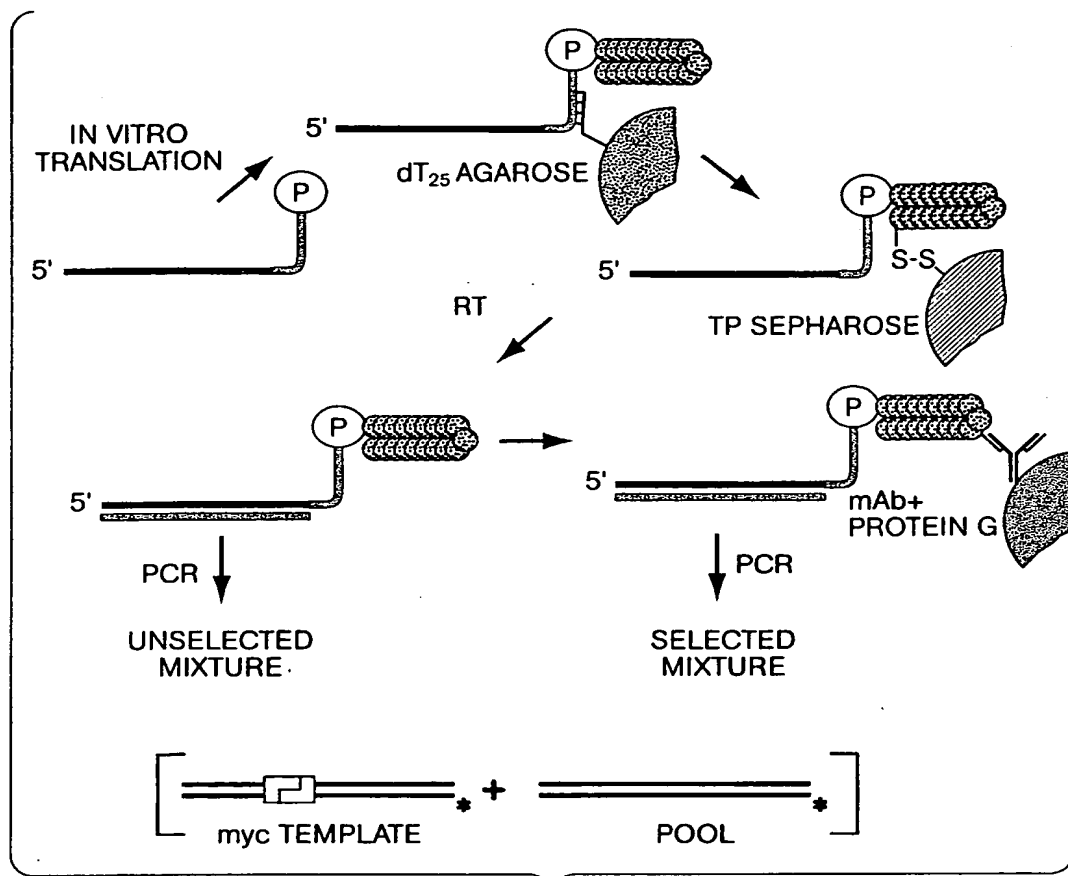 P
IN VITRO
TRANSLATION
5'
dT₂₅ AGAROSE
P
5'
P
S-S
5'
TP SEPHAROSE
RT
P
5'
P
5'
mAb+
PROTEIN G
PCR
UNSELECTED
MIXTURE
PCR
SELECTED
MIXTURE
* + *
myc TEMPLATE
POOL